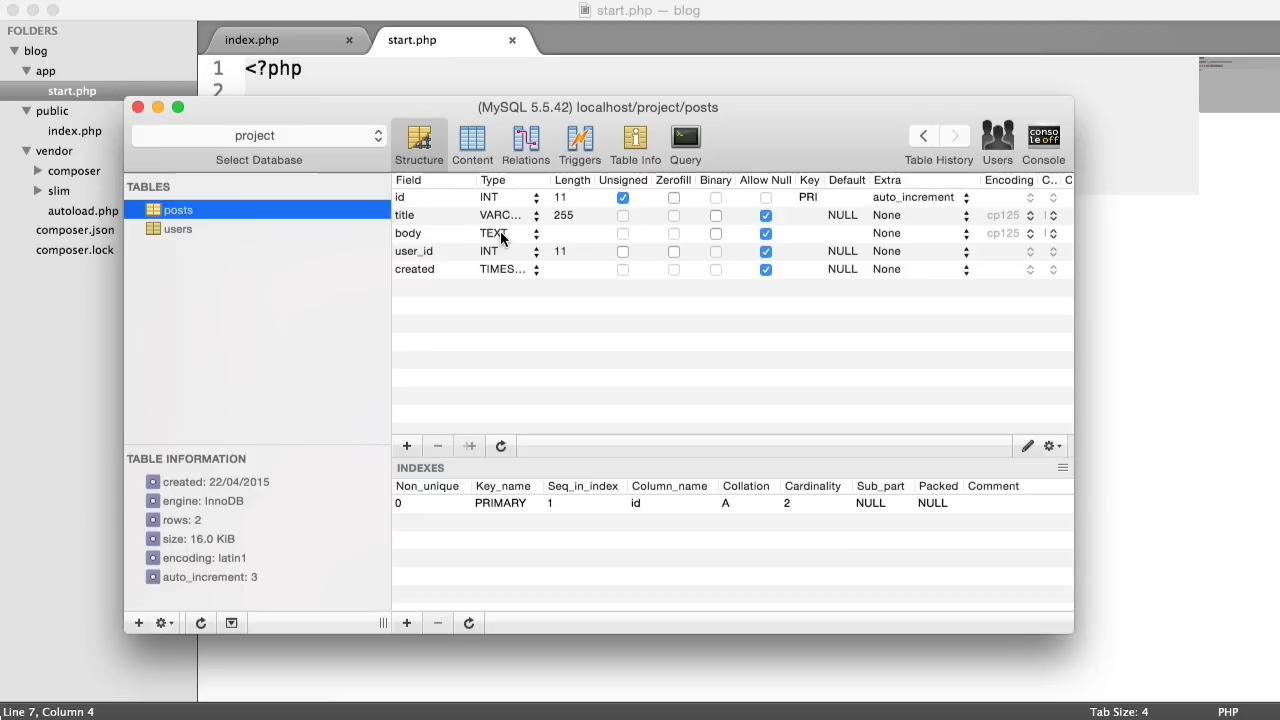 start.php — blog
FOLDERS
blog
app
start.php
public
index.php
vendor
composer
slim
autoload.php
composer.json
composer.lock
index.php ×
start.php ×
1 <?php
2
(MySQL 5.5.42) localhost/project/posts
project
Select Database
Structure Content Relations Triggers Table Info Query
Table History Users Console
conso
le off
TABLES
posts
users
Field Type Length Unsigned Zerofill Binary Allow Null Key Default Extra Encoding C.. C
id INT 11 PRI auto_increment
title VARC... 255 NULL None cp125
body TEXT None cp125
user_id INT 11 NULL None
created TIMES... NULL None
INDEXES
Non_unique Key_name Seq_in_index Column_name Collation Cardinality Sub_part Packed Comment
0 PRIMARY 1 id A 2 NULL NULL
TABLE INFORMATION
created: 22/04/2015
engine: InnoDB
rows: 2
size: 16.0 KiB
encoding: latin1
auto_increment: 3
Line 7, Column 4
Tab Size: 4 PHP